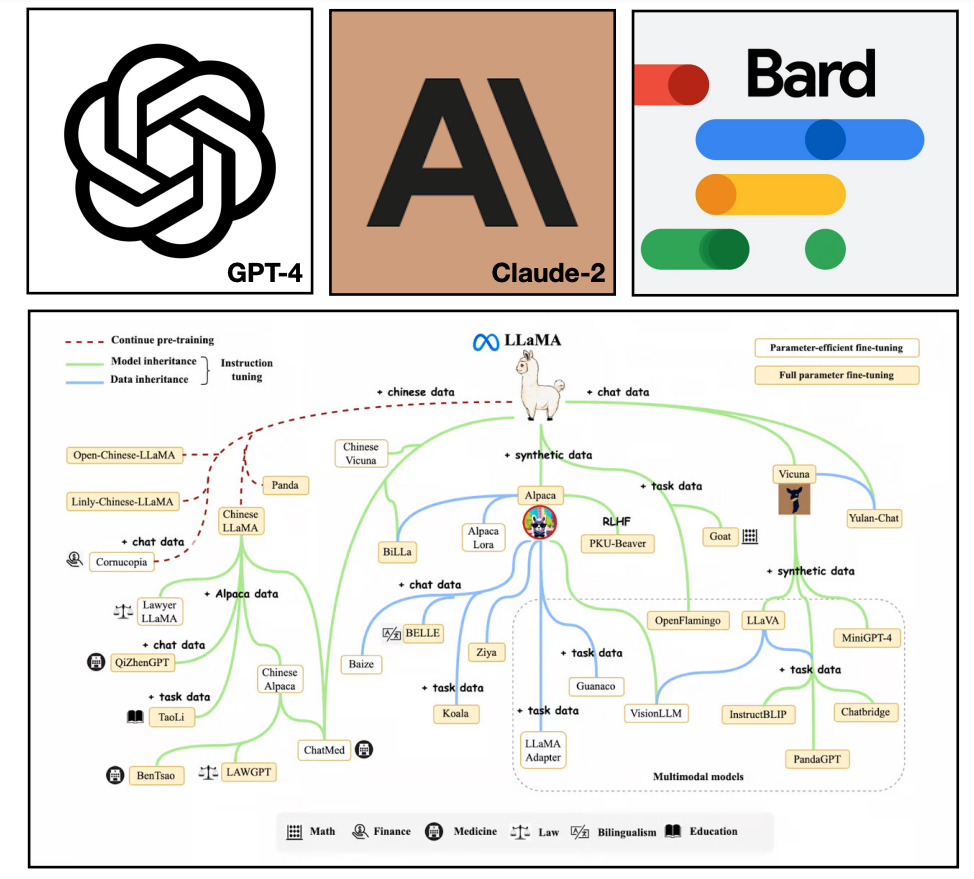 GPT-4
Claude-2
Bard
LLaMA
Continue pre-training
Model inheritance
Data inheritance
Instruction
tuning
Parameter-efficient fine-tuning
Full parameter fine-tuning
+ chinese data
+ chat data
Chinese
Vicuna
+ synthetic data
Open-Chinese-LLaMA
Panda
Linly-Chinese-LLaMA
Chinese
LLaMA
+ chat data
Cornucopia
Alpaca
+ task data
Vicuna
BiLLa
Alpaca
Lora
RLHF
PKU-Beaver
Goat
Yulan-Chat
+ synthetic data
+ Alpaca data
+ chat data
Lawyer
LLaMA
BELLE
OpenFlamingo
LLaVA
MiniGPT-4
+ chat data
QiZhenGPT
Baize
Ziya
+ task data
+ task data
Chinese
Alpaca
+ task data
TaoLi
+ task data
Koala
Guanaco
+ task data
VisionLLM
InstructBLIP
Chatbridge
ChatMed
LLaMA
Adapter
PandaGPT
BenTsao
LAWGPT
Multimodal models
Math
Finance
Medicine
Law
Bilingualism
Education